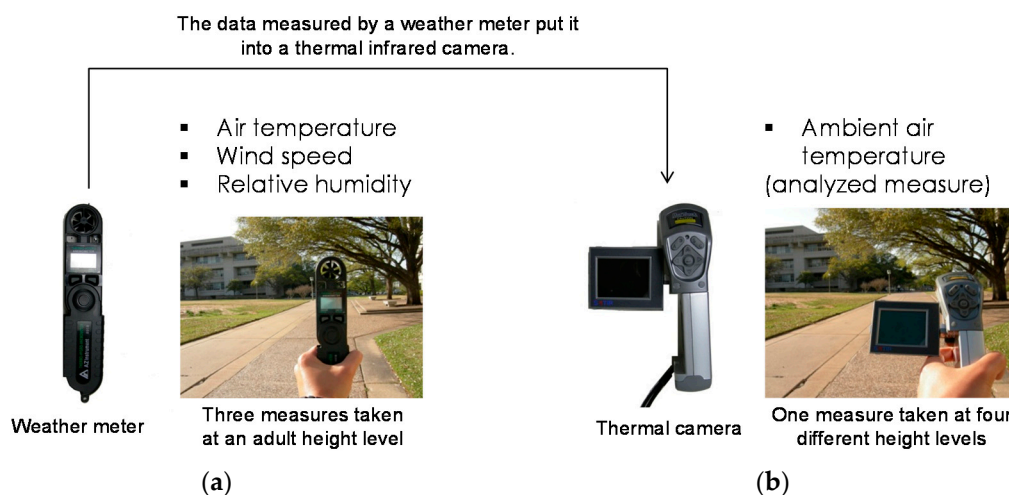 The data measured by a weather meter put it
into a thermal infrared camera.
▪ Air temperature
▪ Wind speed
▪ Relative humidity
▪ Ambient air
temperature
(analyzed measure)
Weather meter
Three measures taken
at an adult height level
Thermal camera
One measure taken at four
different height levels
(a)
(b)